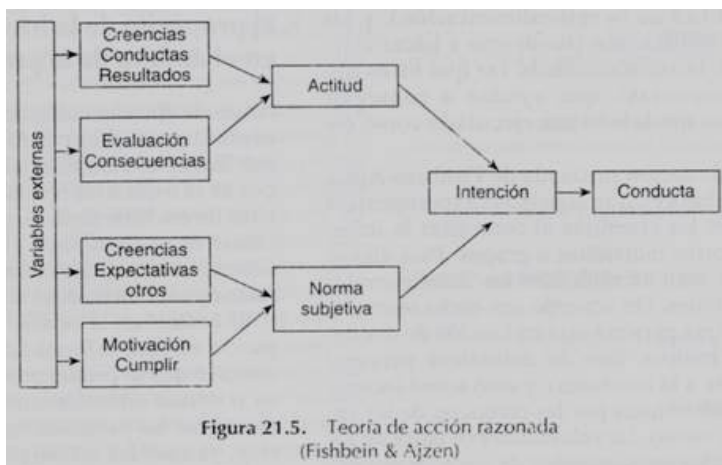 Variables externas
Creencias
Conductas
Resultados
Evaluación
Consecuencias
Creencias
Expectativas
otros
Motivación
Cumplir
Actitud
Norma
subjetiva
Intención
Conducta
Figura 21.5. Teoría de acción razonada
(Fishbein & Ajzen)